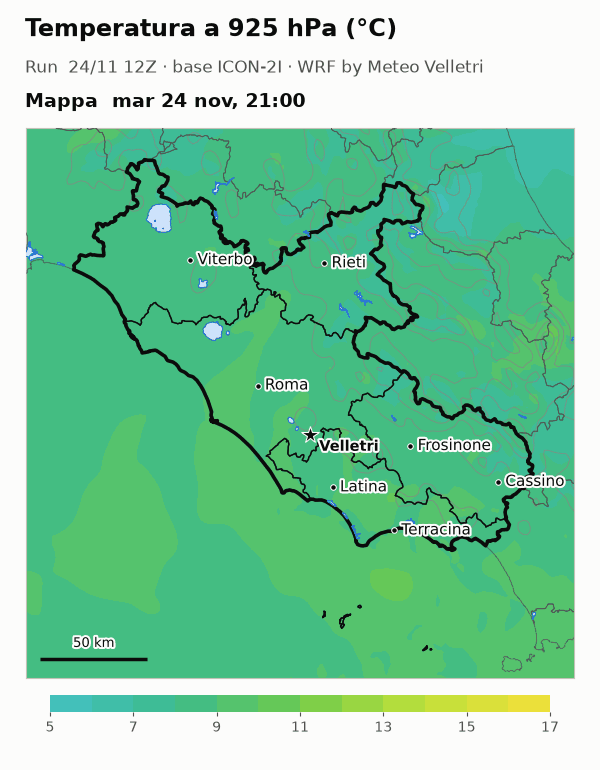 Temperatura a 925 hPa (°C)
Run  24/11 12Z · base ICON-2I · WRF by Meteo Velletri
Mappa  mar 24 nov, 21:00
Viterbo
Rieti
Roma
Velletri
Frosinone
Cassino
Latina
Terracina
50 km
5 7 9 11 13 15 17